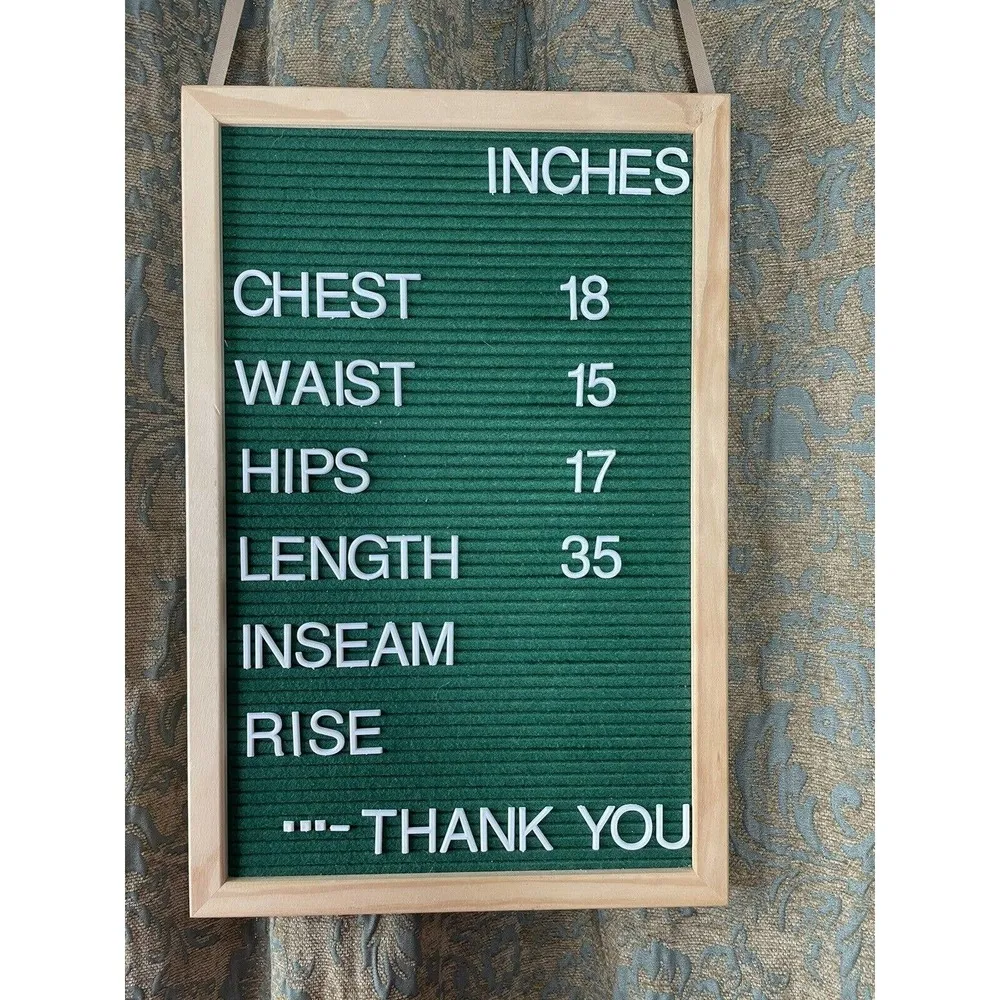 INCHES
CHEST 18
WAIST 15
HIPS 17
LENGTH 35
INSEAM
RISE
...- THANK YOU